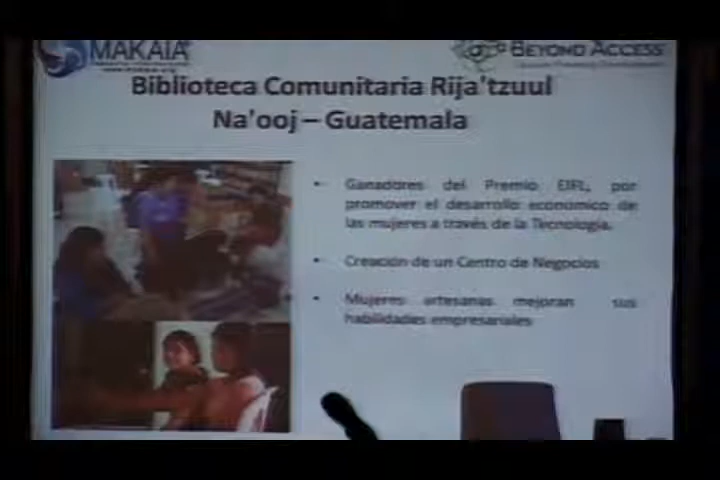 MAKAIA
BEYOND ACCESS
Biblioteca Comunitaria Rija'tzuul
Na'ooj – Guatemala
• Ganadores del Premio EIFL, por
promover el desarrollo económico de
las mujeres a través de la Tecnología.
• Creación de un Centro de Negocios
• Mujeres artesanas mejoran sus
habilidades empresariales